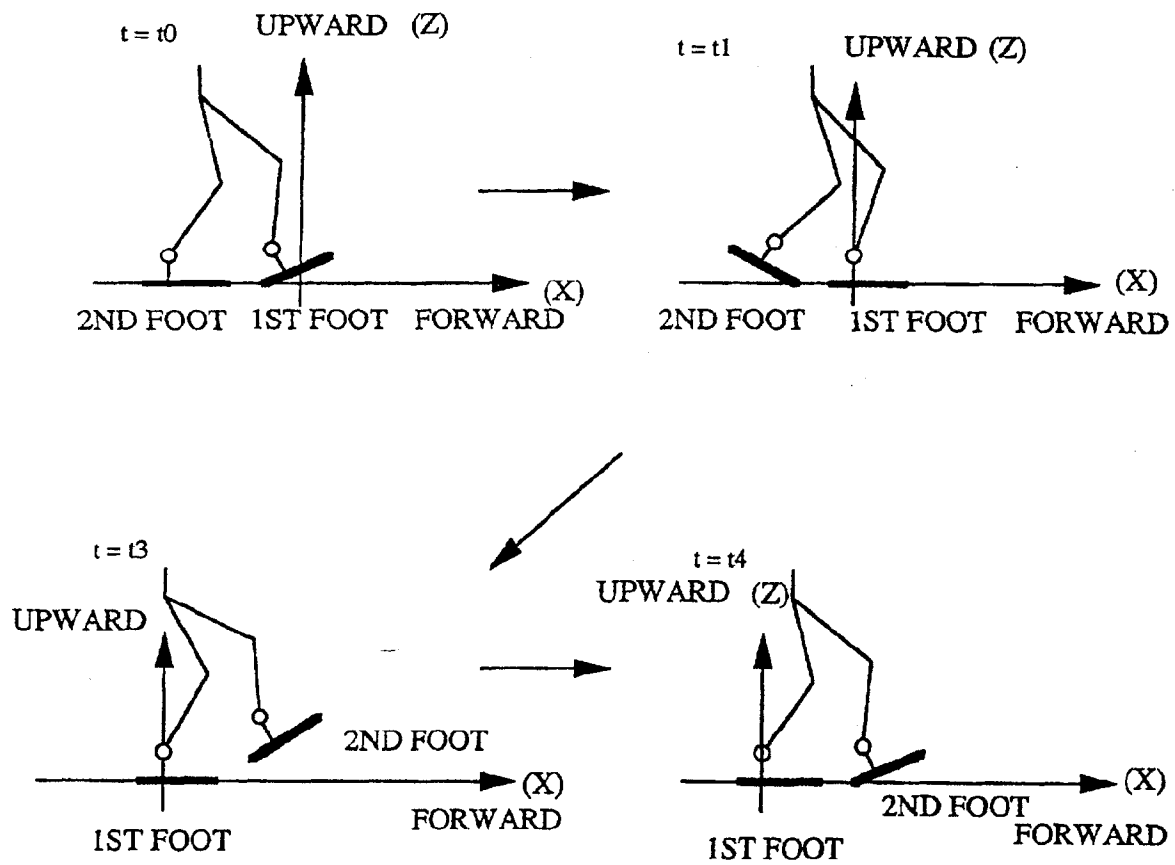 t = t0
UPWARD (Z)
(X)
2ND FOOT 1ST FOOT FORWARD
t = t1
UPWARD (Z)
(X)
2ND FOOT 1ST FOOT FORWARD
t = t3
UPWARD
2ND FOOT
(X)
FORWARD
1ST FOOT
t = t4
UPWARD (Z)
(X)
2ND FOOT
FORWARD
1ST FOOT